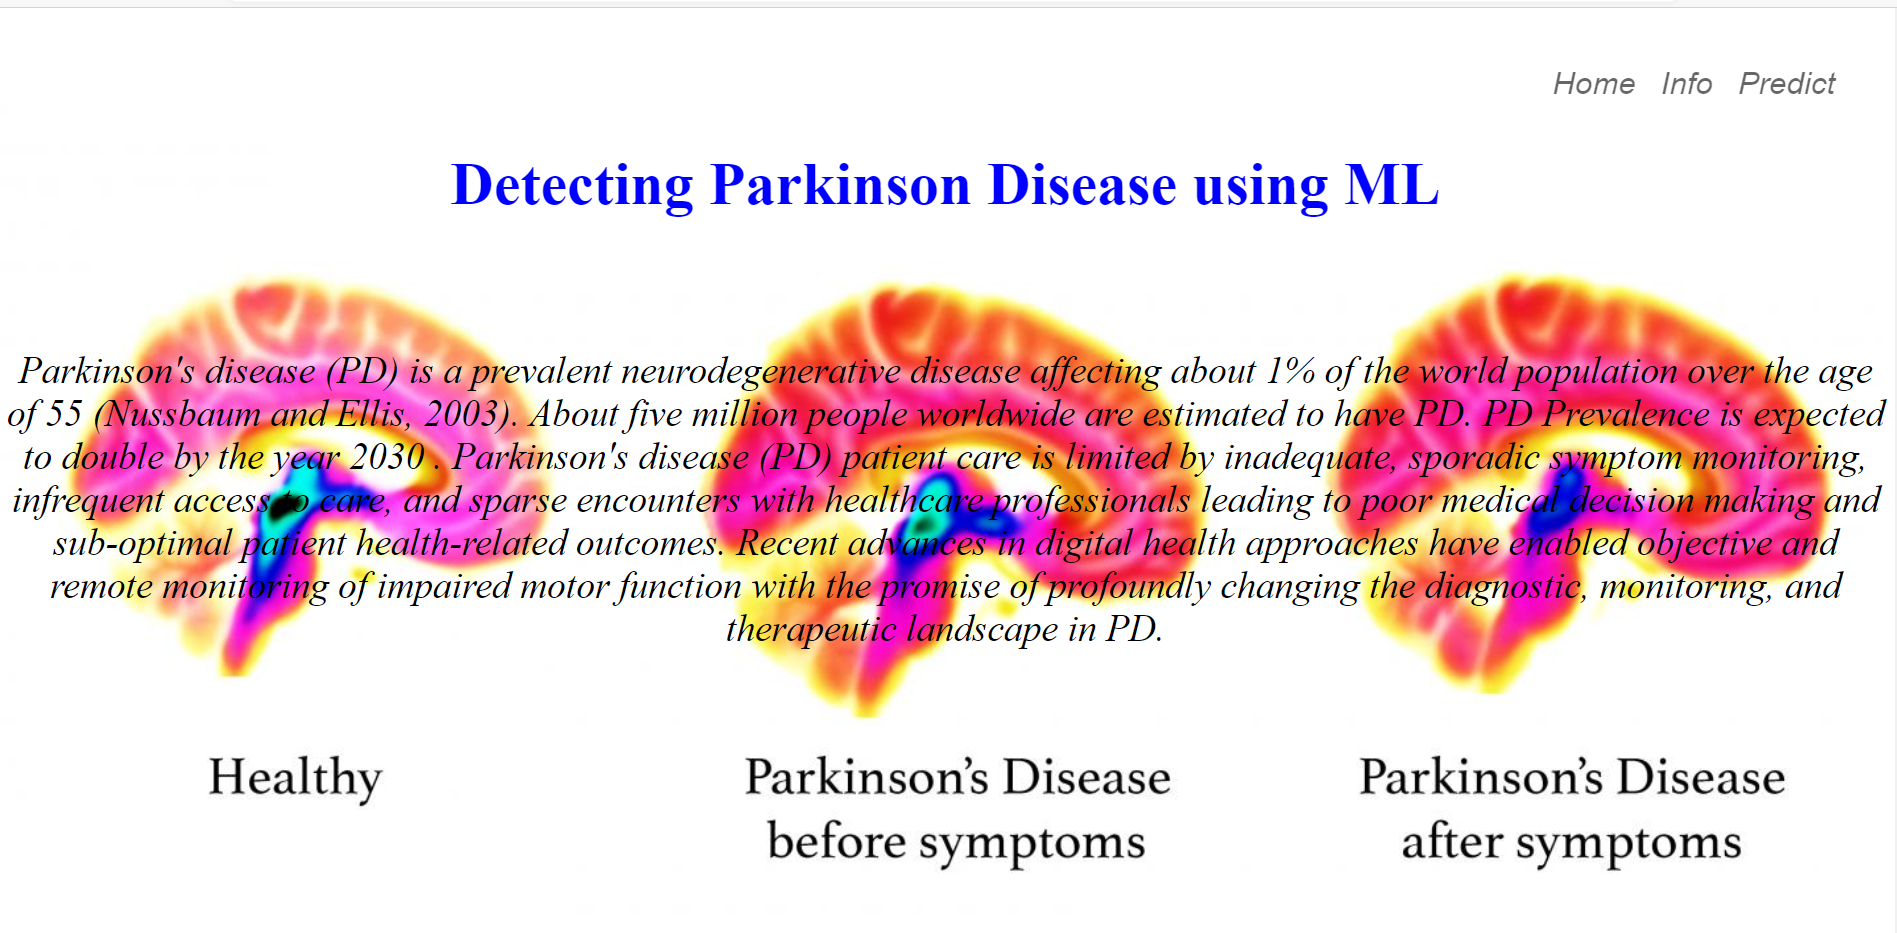 Home Info Predict
Detecting Parkinson Disease using ML
Parkinson's disease (PD) is a prevalent neurodegenerative disease affecting about 1% of the world population over the age
of 55 (Nussbaum and Ellis, 2003). About five million people worldwide are estimated to have PD. PD Prevalence is expected
to double by the year 2030 . Parkinson's disease (PD) patient care is limited by inadequate, sporadic symptom monitoring,
infrequent access to care, and sparse encounters with healthcare professionals leading to poor medical decision making and
sub-optimal patient health-related outcomes. Recent advances in digital health approaches have enabled objective and
remote monitoring of impaired motor function with the promise of profoundly changing the diagnostic, monitoring, and
therapeutic landscape in PD.
Healthy
Parkinson’s Disease
before symptoms
Parkinson’s Disease
after symptoms